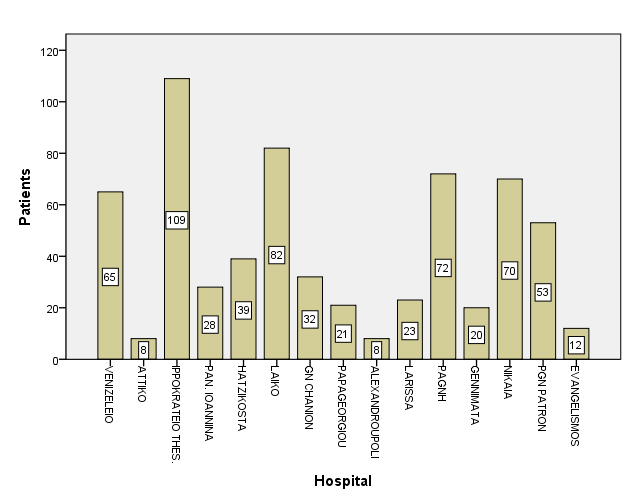 120
100
80
60
40
20
0
Patients
65
8
109
28
39
82
32
21
8
23
72
20
70
53
12
VENIZELEIO
ATTIKO
IPPOKRATEIO THES.
PAN. IOANNINA
HATZIKOSTA
LAIKO
GN CHANION
PAPAGEORGIOU
ALEXANDROUPOLI
LARISSA
PAGNH
GENNIMATA
NIKAIA
PGN PATRON
EVANGELISMOS
Hospital